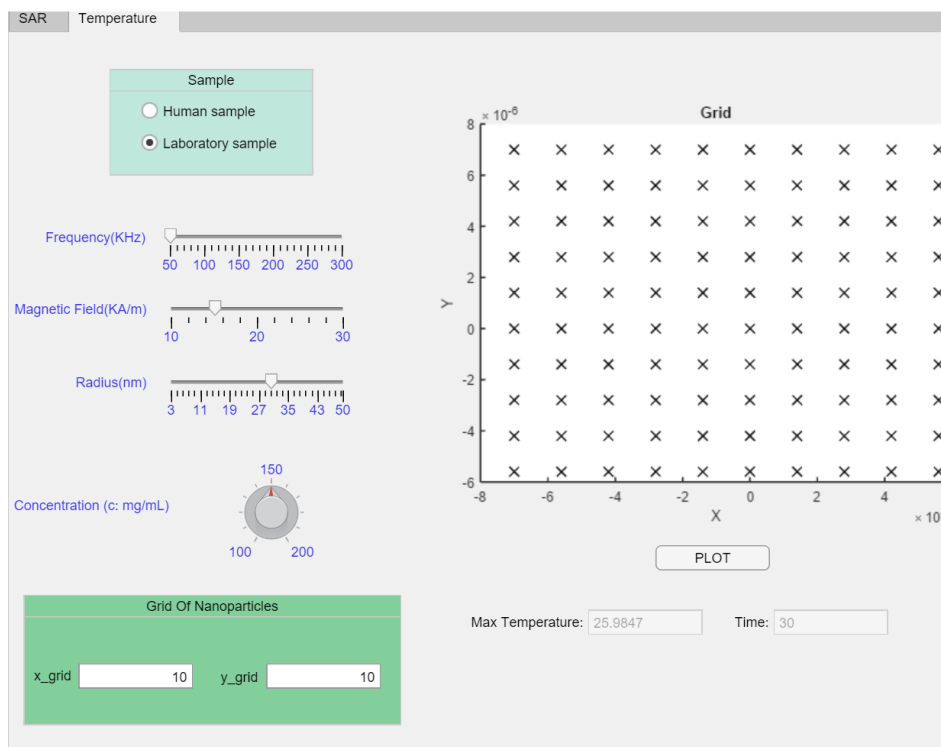 SAR Temperature
Sample
Human sample
Laboratory sample
Frequency(KHz)
50 100 150 200 250 300
Magnetic Field(KA/m)
10 20 30
Radius(nm)
3 11 19 27 35 43 50
Concentration (c: mg/mL)
150
100 200
Grid Of Nanoparticles
x_grid 10 y_grid 10
Grid
8 × 10-6
6
4
2
0
-2
-4
-6
Y
-8 -6 -4 -2 0 2 4
X
PLOT
Max Temperature: 25.9847 Time: 30